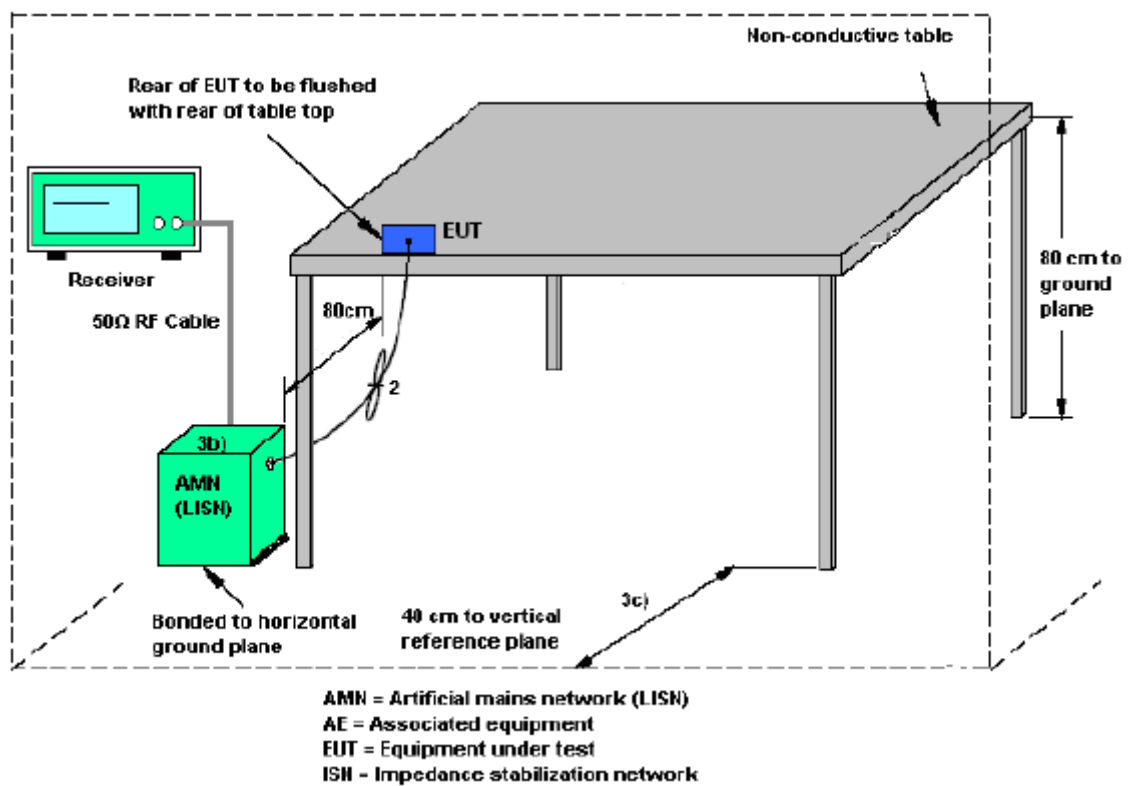 Non-conductive table
Rear of EUT to be flushed
with rear of table top
EUT
Receiver
50Ω RF Cable
80cm
80 cm to
ground
plane
2
3b)
AMN
(LISN)
3c)
Bonded to horizontal
ground plane
40 cm to vertical
reference plane
AMN = Artificial mains network (LISN)
AE = Associated equipment
EUT = Equipment under test
ISN = Impedance stabilization network